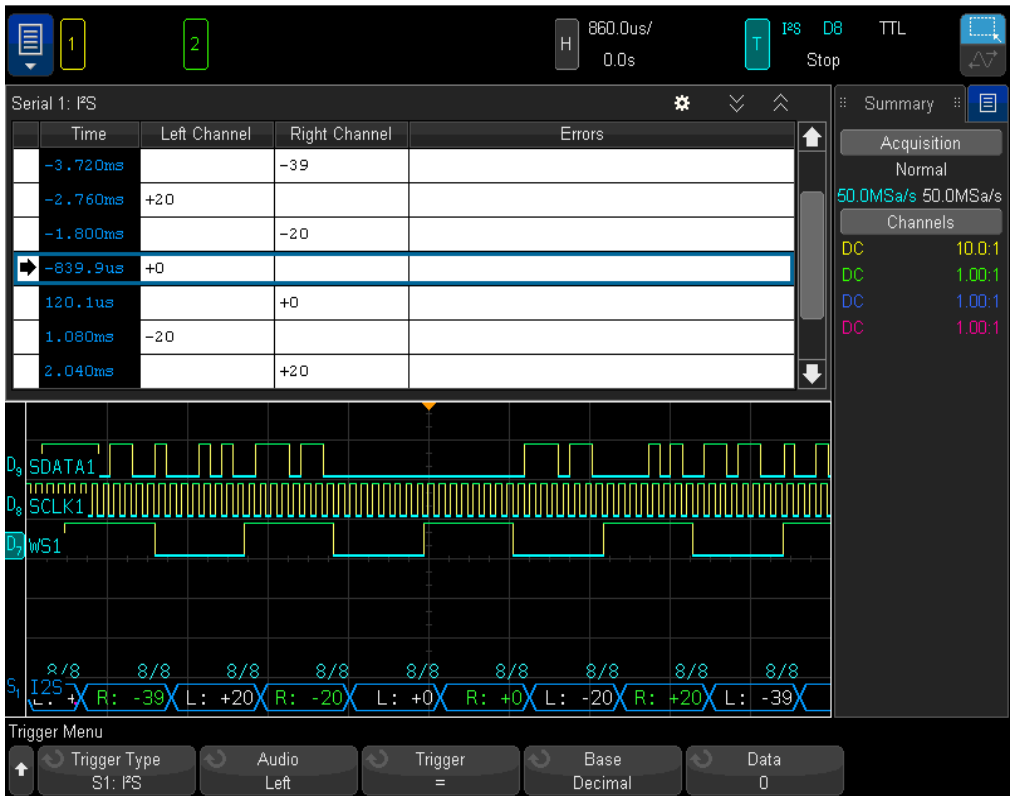 1
2
H
860.0us/
0.0s
T
I²S D8 TTL
Stop
Serial 1: I²S
Time Left Channel Right Channel Errors
-3.720ms -39
-2.760ms +20
-1.800ms -20
-839.9us +0
120.1us +0
1.080ms -20
2.040ms +20
Summary
Acquisition
Normal
50.0MSa/s 50.0MSa/s
Channels
DC 10.0:1
DC 1.00:1
DC 1.00:1
DC 1.00:1
D9 SDATA1
D8 SCLK1
D7 WS1
8/8 8/8 8/8 8/8 8/8 8/8 8/8 8/8 8/8
S1 I2S R: -39 L: +20 R: -20 L: +0 R: +0 L: -20 R: +20 L: -39
Trigger Menu
Trigger Type Audio Trigger Base Data
S1: I²S Left = Decimal 0